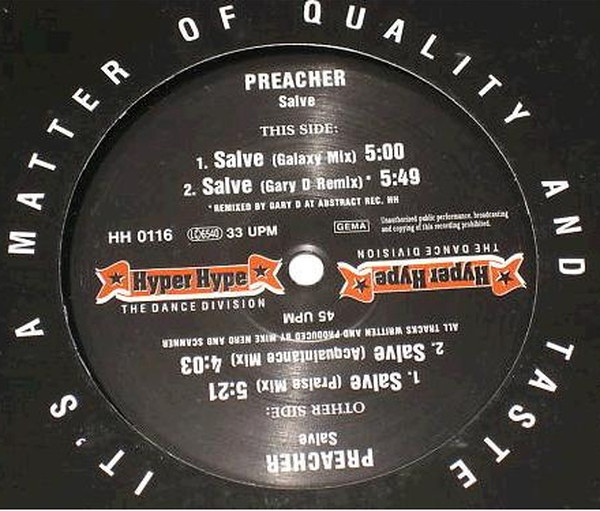 IT'S A MATTER OF QUALITY AND TASTE
PREACHER
Salve
THIS SIDE:
1. Salve (Galaxy Mix) 5:00
2. Salve (Gary D Remix)* 5:49
*REMIXED BY GARY D AT ABSTRACT REC. HH
HH 0116 LC6540 33 UPM
GEMA
Unauthorized public performance, broadcasting
and copying of this recording prohibited.
Hyper Hype
THE DANCE DIVISION
PREACHER
Salve
OTHER SIDE:
1. Salve (Praise Mix) 5:21
2. Salve (Acquaintance Mix) 4:03
ALL TRACKS WRITTEN AND PRODUCED BY MIKE NERO AND SCANNER
45 UPM
Hyper Hype
THE DANCE DIVISION